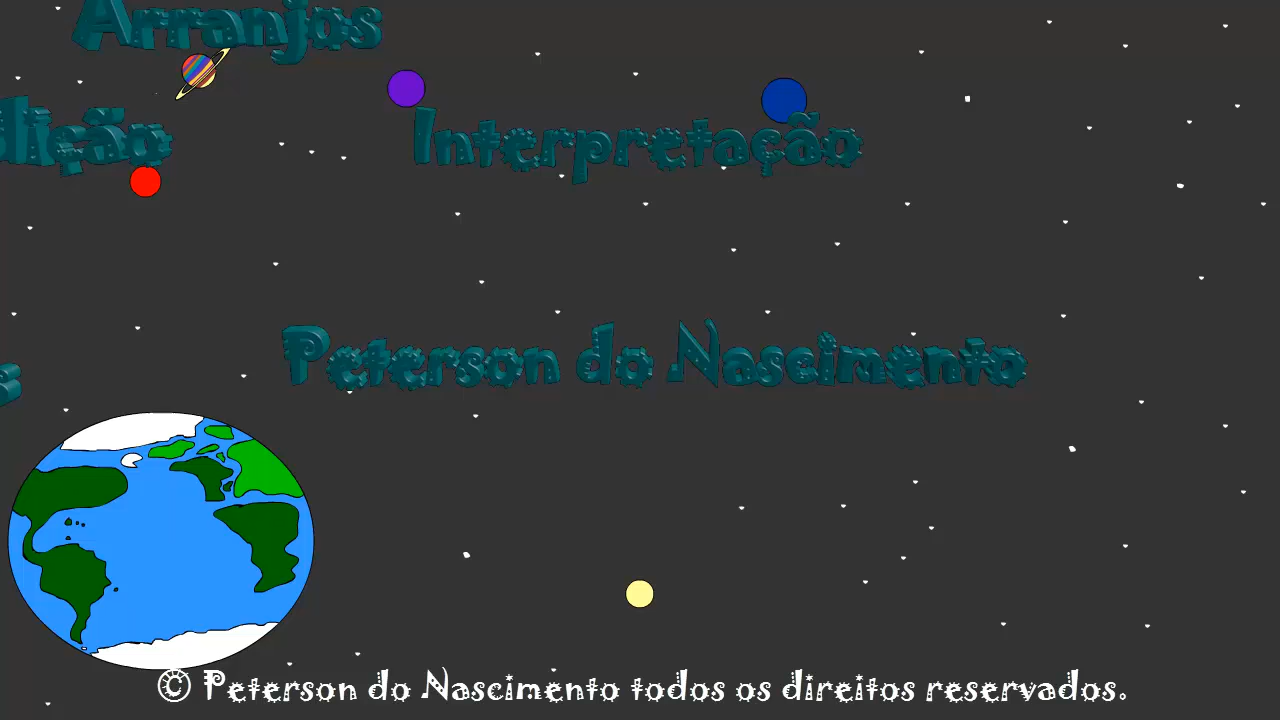 Arranjos
Interpretação
Peterson do Nascimento
© Peterson do Nascimento todos os direitos reservados.